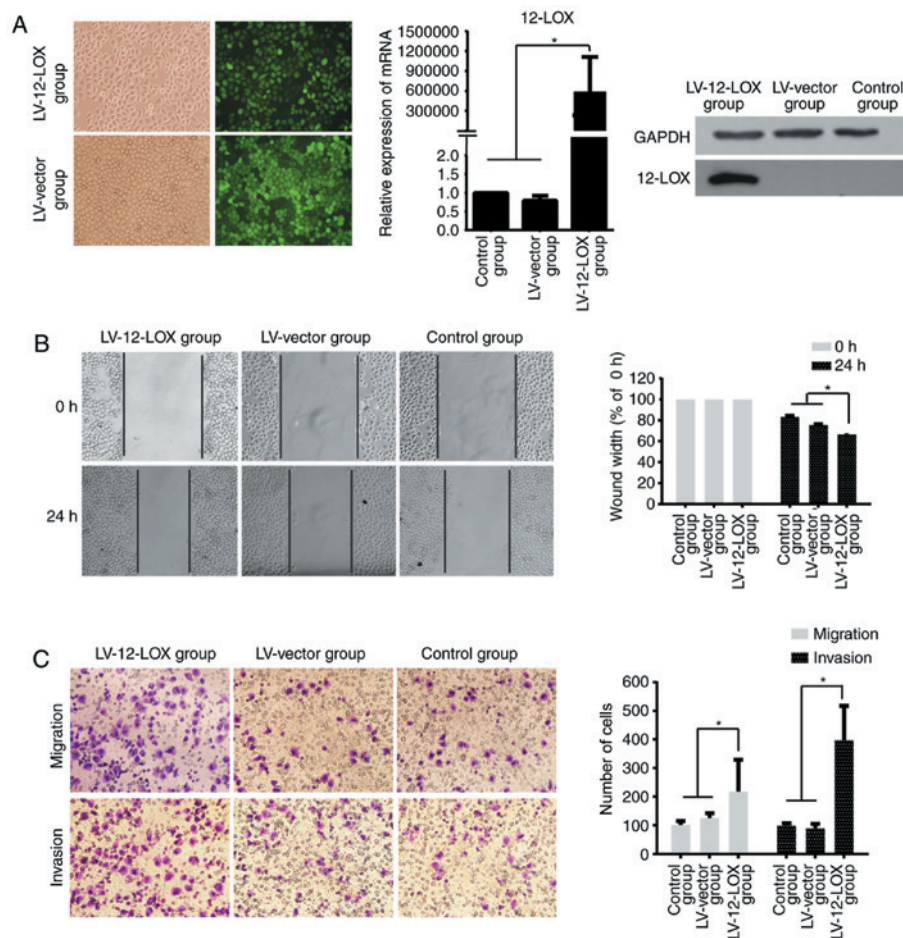 A
LV-12-LOX
group
LV-vector
group
12-LOX
Relative expression of mRNA
1500000
1200000
900000
600000
300000
2.0
1.5
1.0
0.5
0.0
*
Control
group
LV-vector
group
LV-12-LOX
group
LV-12-LOX
group
LV-vector
group
Control
group
GAPDH
12-LOX
B
LV-12-LOX group
LV-vector group
Control group
0 h
24 h
0 h
24 h
Wound width (% of 0 h)
120
100
80
60
40
20
0
*
Control
group
LV-vector
group
LV-12-LOX
group
Control
group
LV-vector
group
LV-12-LOX
group
C
LV-12-LOX group
LV-vector group
Control group
Migration
Invasion
Migration
Invasion
Number of cells
600
500
400
300
200
100
0
*
*
Control
group
LV-vector
group
LV-12-LOX
group
Control
group
LV-vector
group
LV-12-LOX
group